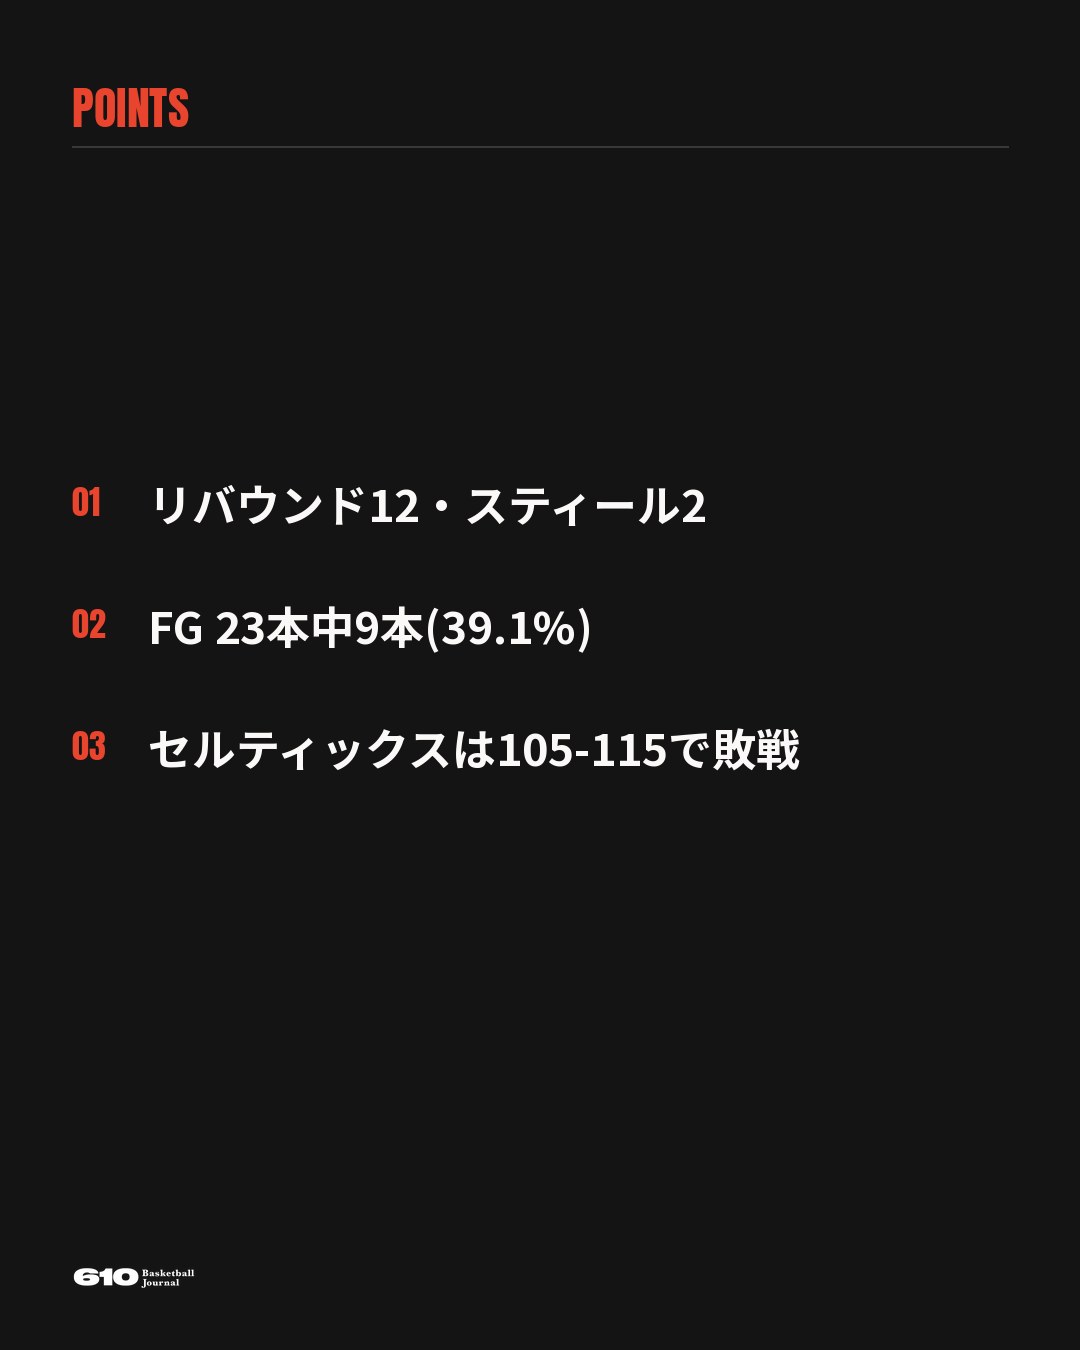 POINTS
01 リバウンド12・スティール2
02 FG 23本中9本(39.1%)
03 セルティックスは105-115で敗戦
610 Basketball
Journal